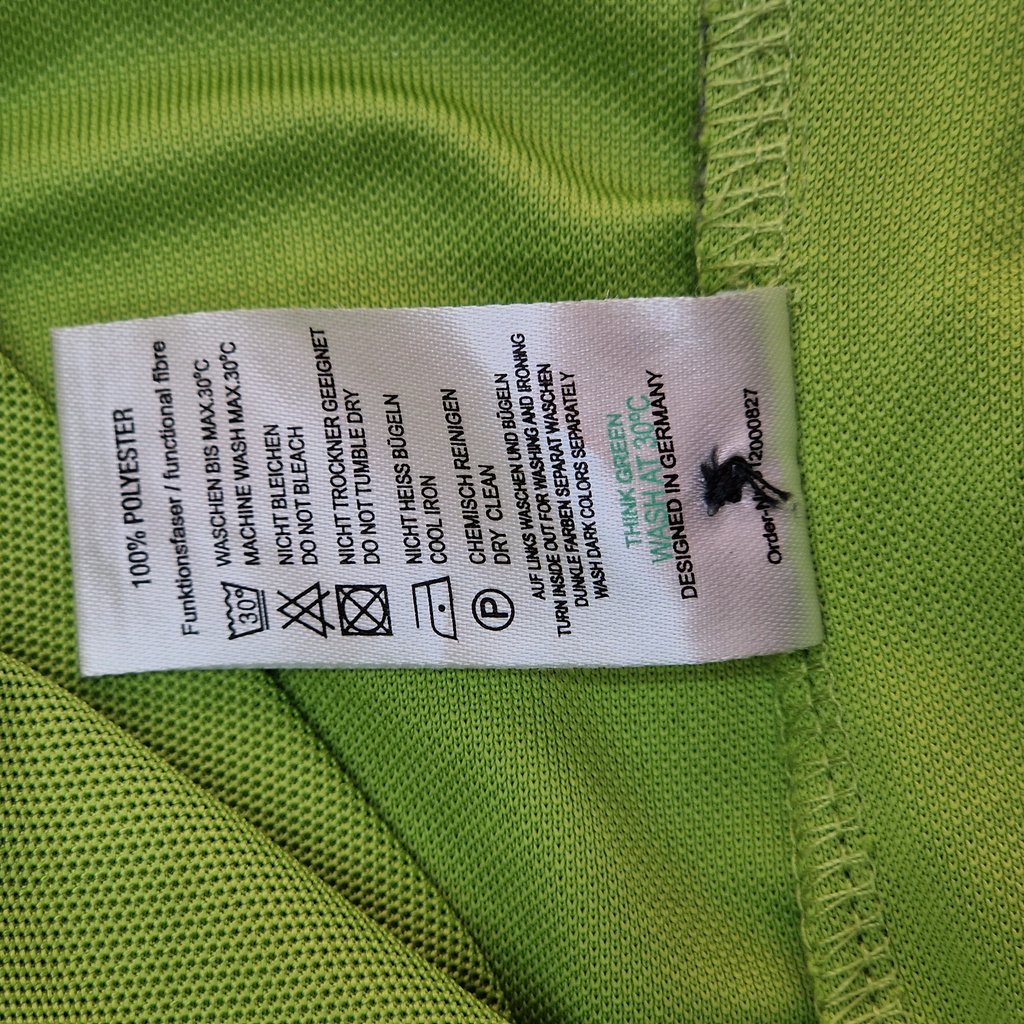 100% POLYESTER
Funktionsfaser / functional fibre
30°
WASCHEN BIS MAX.30°C
MACHINE WASH MAX.30°C
NICHT BLEICHEN
DO NOT BLEACH
NICHT TROCKNER GEEIGNET
DO NOT TUMBLE DRY
NICHT HEISS BÜGELN
COOL IRON
P
CHEMISCH REINIGEN
DRY CLEAN
AUF LINKS WASCHEN UND BÜGELN
TURN INSIDE OUT FOR WASHING AND IRONING
DUNKLE FARBEN SEPARAT WASCHEN
WASH DARK COLORS SEPARATELY
THINK GREEN
WASH AT 30°C
DESIGNED IN GERMANY
12000827